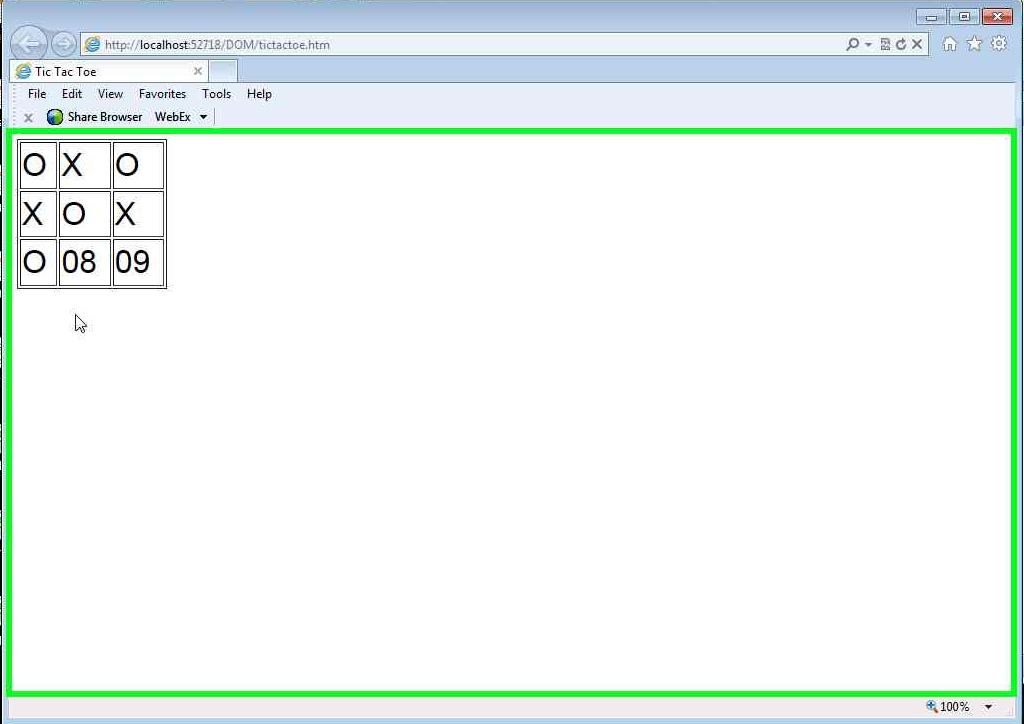 http://localhost:52718/DOM/tictactoe.htm
Tic Tac Toe
File Edit View Favorites Tools Help
x Share Browser WebEx
O X O
X O X
O 08 09
100%